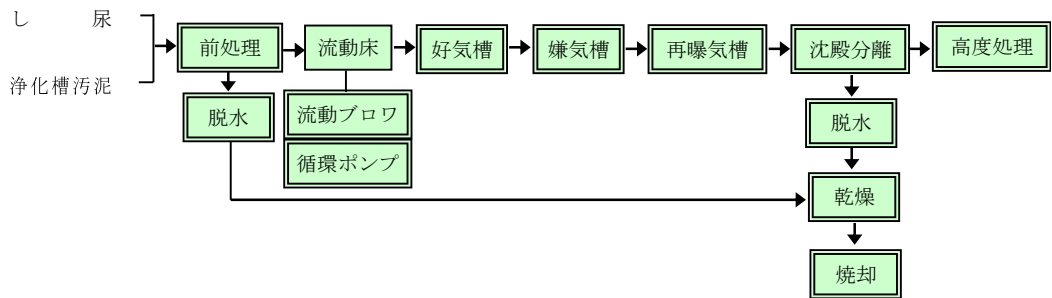 し 尿
浄化槽汚泥
前処理
流動床
好気槽
嫌気槽
再曝気槽
沈殿分離
高度処理
脱水
流動ブロワ
循環ポンプ
脱水
乾燥
焼却